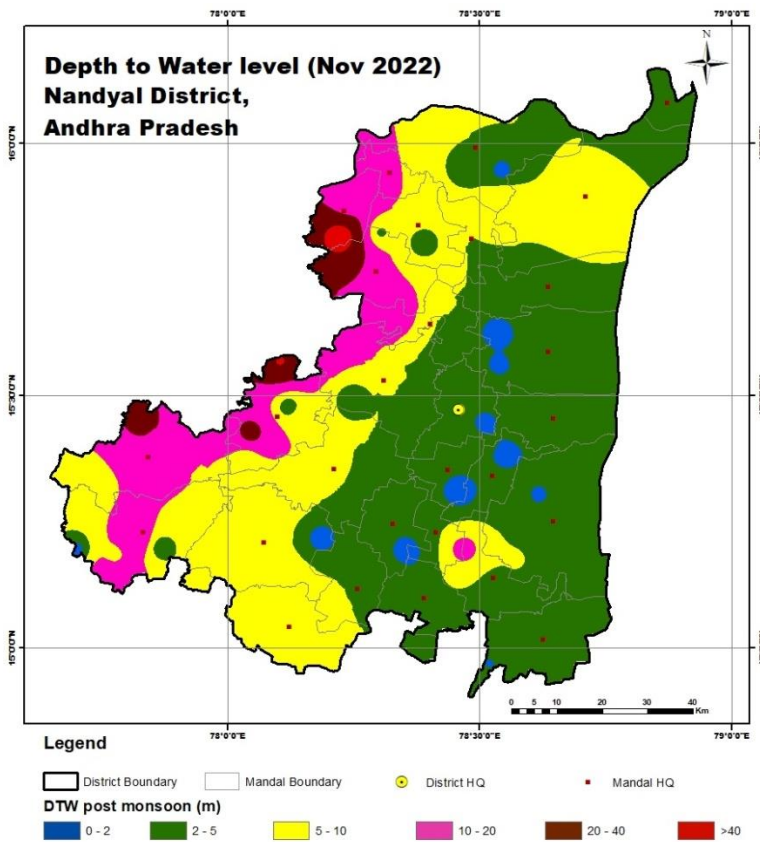 78°0'0"E 78°30'0"E 79°0'0"E
N
Depth to Water level (Nov 2022)
Nandyal District,
Andhra Pradesh
16°0'0"N
15°30'0"N
15°0'0"N
0 5 10 20 30 40
Km
78°0'0"E 78°30'0"E 79°0'0"E
Legend
District Boundary Mandal Boundary District HQ Mandal HQ
DTW post monsoon (m)
0 - 2 2 - 5 5 - 10 10 - 20 20 - 40 >40